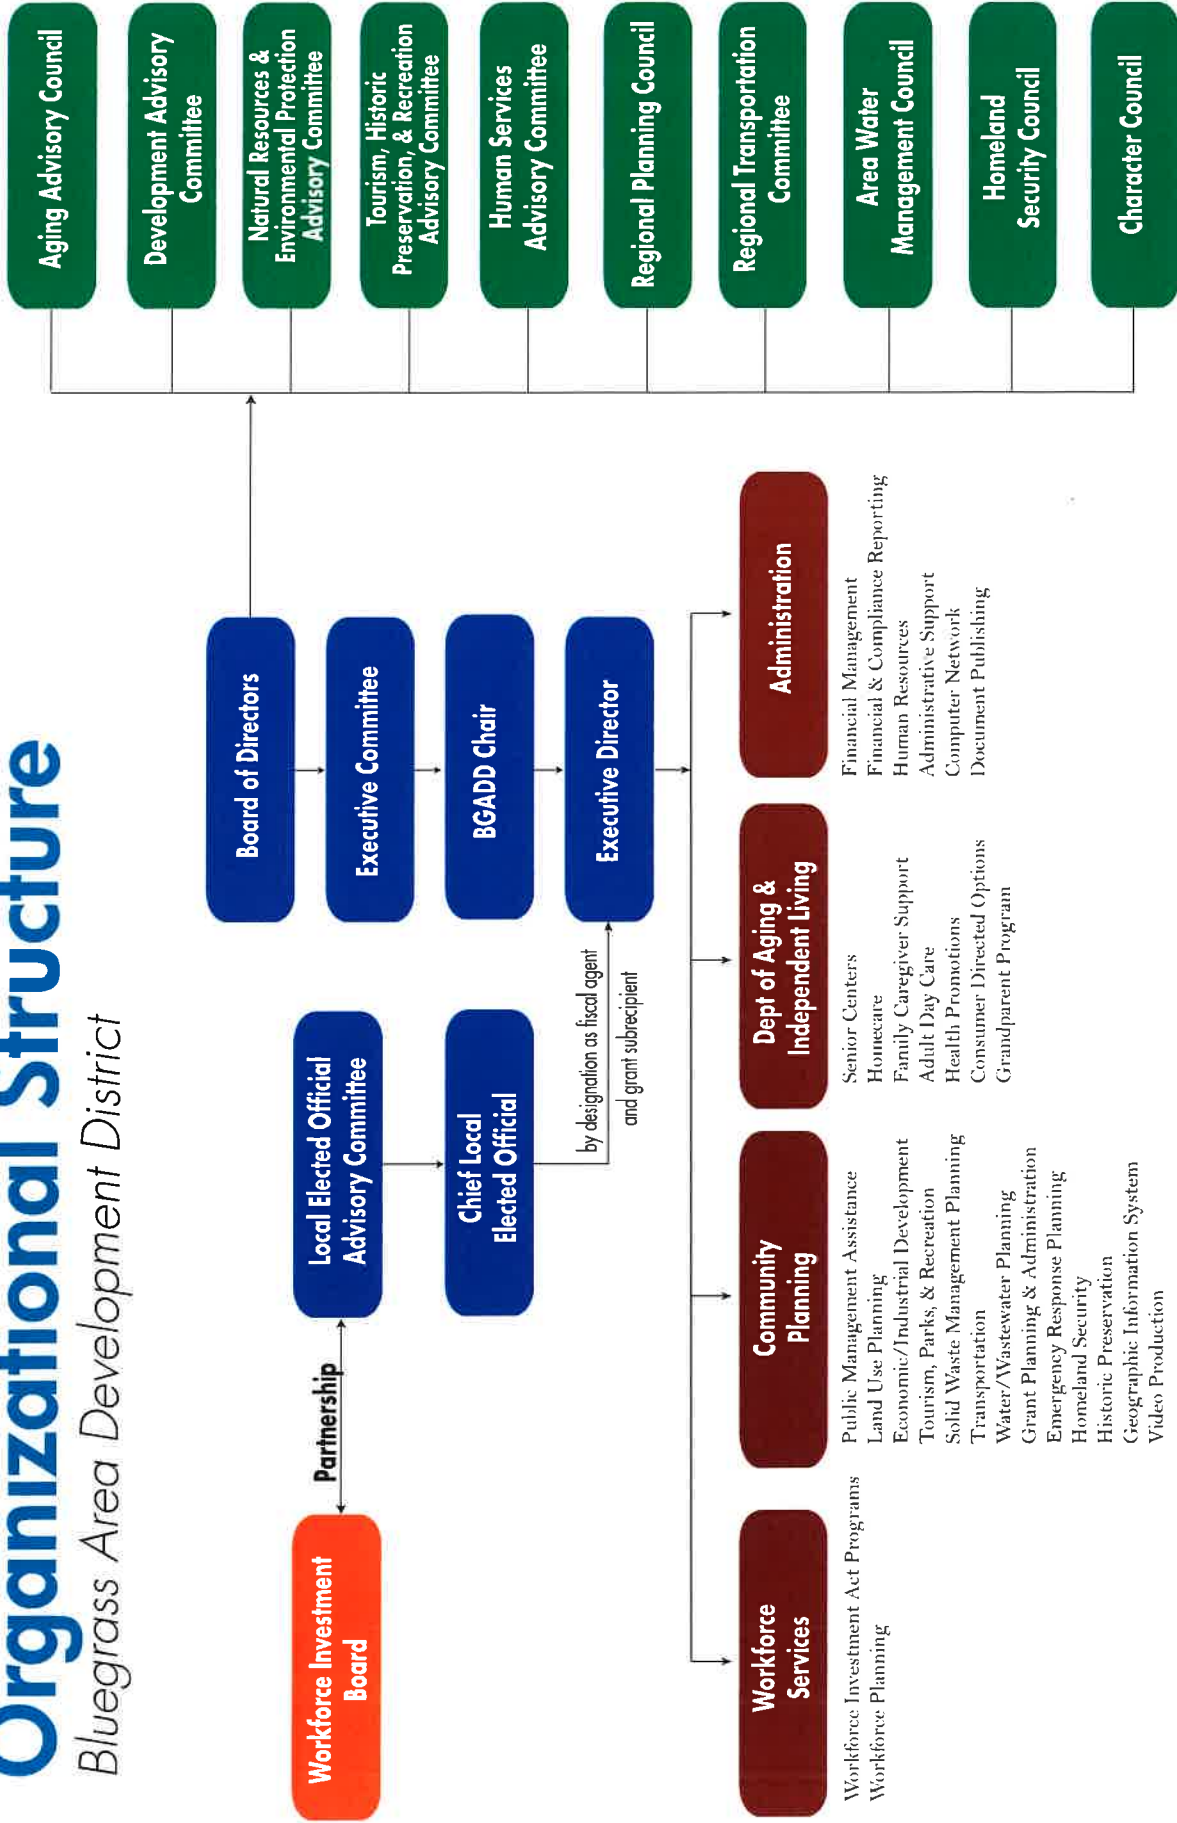 Organizational Structure
Bluegrass Area Development District
Workforce Investment
Board
Partnership
Local Elected Official
Advisory Committee
Chief Local
Elected Official
by designation as fiscal agent
and grant subrecipient
Board of Directors
Executive Committee
BGADD Chair
Executive Director
Aging Advisory Council
Development Advisory
Committee
Natural Resources &
Environmental Protection
Advisory Committee
Tourism, Historic
Preservation, & Recreation
Advisory Committee
Human Services
Advisory Committee
Regional Planning Council
Regional Transportation
Committee
Area Water
Management Council
Homeland
Security Council
Character Council
Workforce
Services
Workforce Investment Act Programs
Workforce Planning
Community
Planning
Public Management Assistance
Land Use Planning
Economic/Industrial Development
Tourism, Parks, & Recreation
Solid Waste Management Planning
Transportation
Water/Wastewater Planning
Grant Planning & Administration
Emergency Response Planning
Homeland Security
Historic Preservation
Geographic Information System
Video Production
Dept of Aging &
Independent Living
Senior Centers
Homecare
Family Caregiver Support
Adult Day Care
Health Promotions
Consumer Directed Options
Grandparent Program
Administration
Financial Management
Financial & Compliance Reporting
Human Resources
Administrative Support
Computer Network
Document Publishing